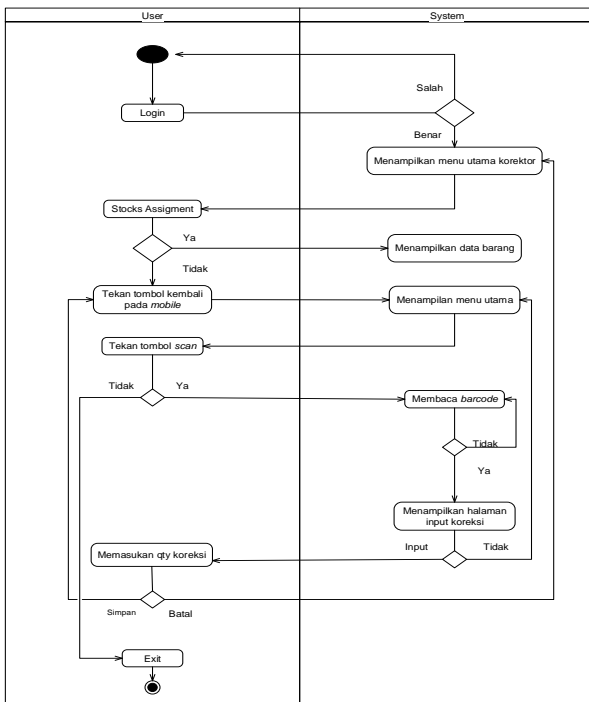 User
System
Salah
Login
Benar
Menampilkan menu utama korektor
Stocks Assigment
Ya
Menampilkan data barang
Tidak
Tekan tombol kembali
pada mobile
Menampilan menu utama
Tekan tombol scan
Tidak
Ya
Membaca barcode
Tidak
Ya
Menampilkan halaman
input koreksi
Input
Tidak
Memasukan qty koreksi
Simpan
Batal
Exit